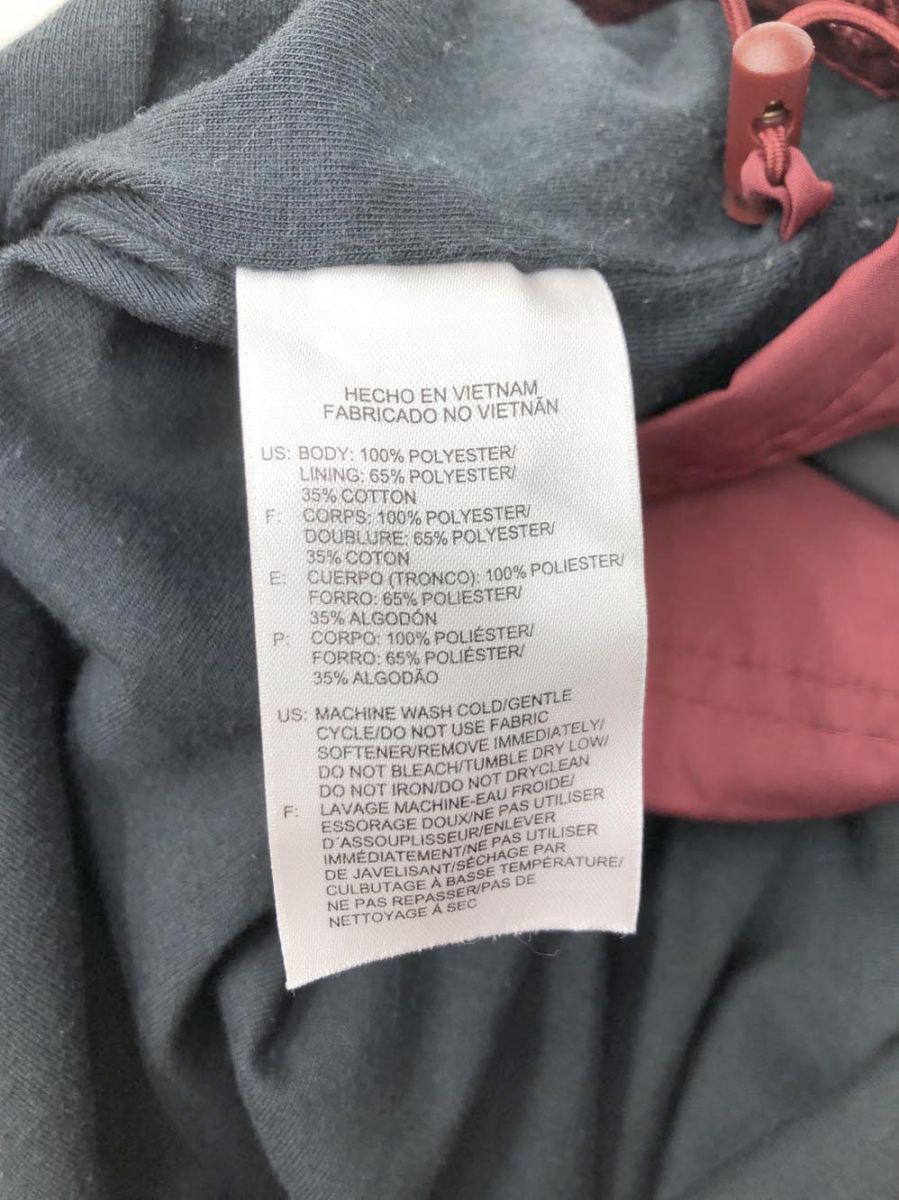 HECHO EN VIETNAM
FABRICADO NO VIETNÃN
US: BODY: 100% POLYESTER/
LINING: 65% POLYESTER/
35% COTTON
F: CORPS: 100% POLYESTER/
DOUBLURE: 65% POLYESTER/
35% COTON
E: CUERPO (TRONCO): 100% POLIESTER/
FORRO: 65% POLIESTER/
35% ALGODÓN
P: CORPO: 100% POLIÉSTER/
FORRO: 65% POLIÉSTER/
35% ALGODÃO
US: MACHINE WASH COLD/GENTLE
CYCLE/DO NOT USE FABRIC
SOFTENER/REMOVE IMMEDIATELY/
DO NOT BLEACH/TUMBLE DRY LOW/
DO NOT IRON/DO NOT DRYCLEAN
F: LAVAGE MACHINE-EAU FROIDE/
ESSORAGE DOUX/NE PAS UTILISER
D´ASSOUPLISSEUR/ENLEVER
IMMÉDIATEMENT/NE PAS UTILISER
DE JAVELISANT/SÉCHAGE PAR
CULBUTAGE À BASSE TEMPÉRATURE/
NE PAS REPASSER/PAS DE
NETTOYAGE À SEC